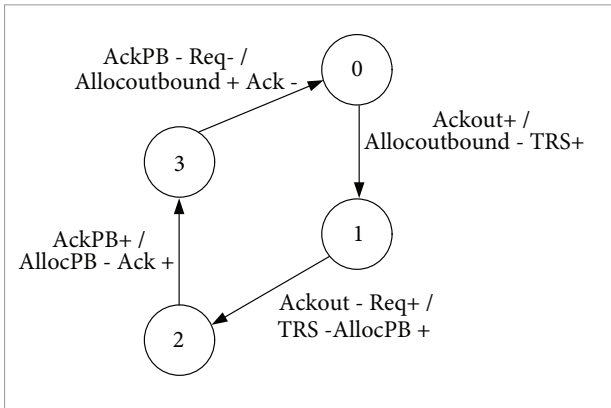 AckPB - Req- /
Allocoutbound + Ack -
0
Ackout+ /
Allocoutbound - TRS+
3
1
AckPB+ /
AllocPB - Ack +
Ackout - Req+ /
TRS -AllocPB +
2